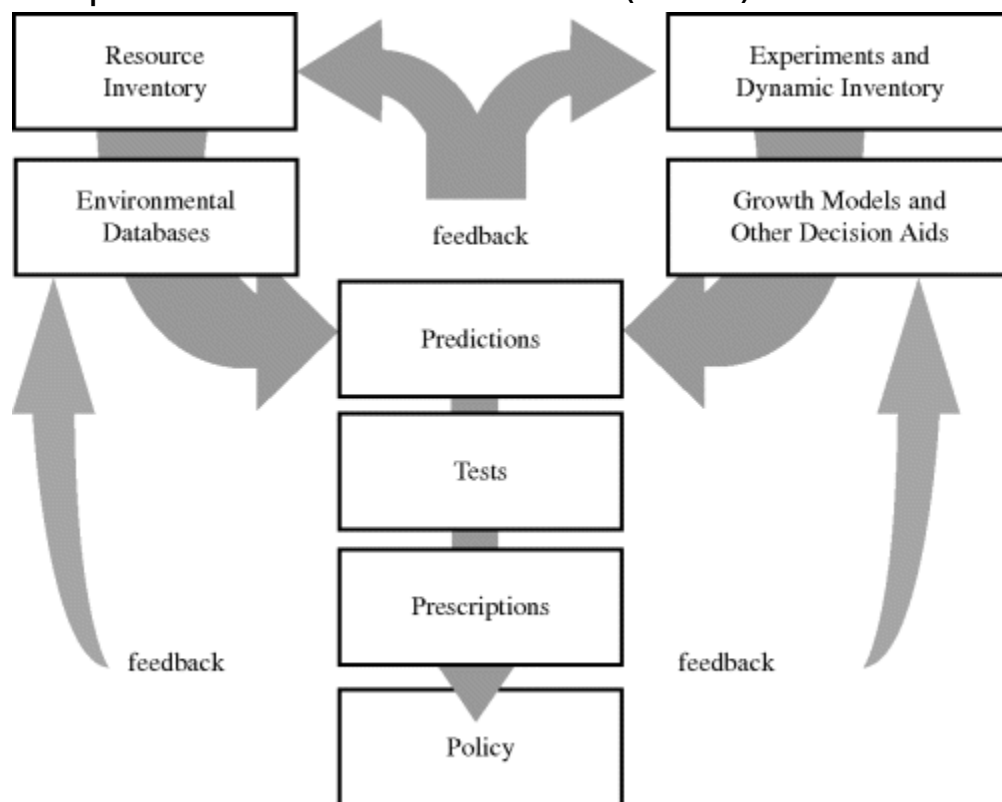 Resource
Inventory
Experiments and
Dynamic Inventory
Environmental
Databases
Growth Models and
Other Decision Aids
feedback
Predictions
Tests
Prescriptions
feedback
feedback
Policy